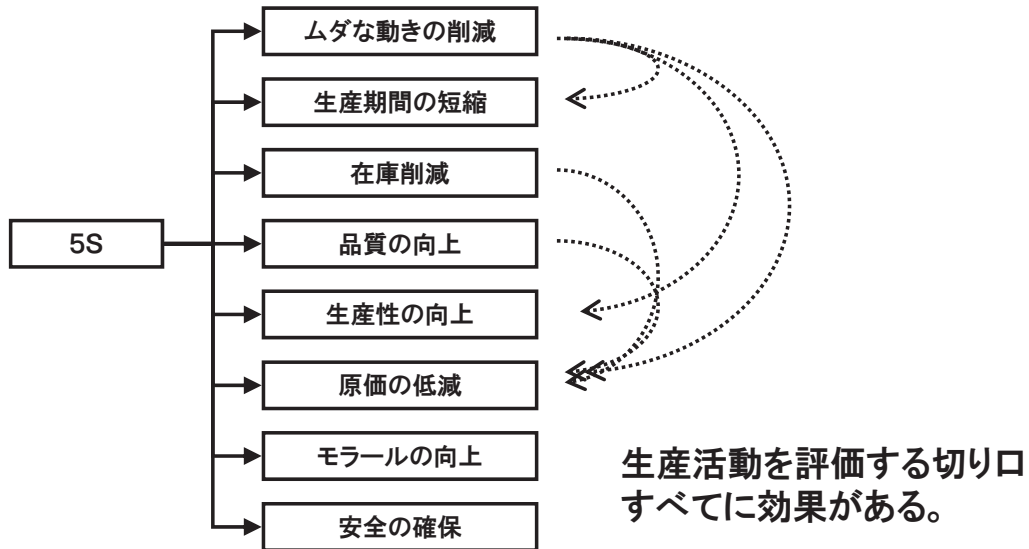 ムダな動きの削減
生産期間の短縮
在庫削減
5S
品質の向上
生産性の向上
原価の低減
モラールの向上
安全の確保
生産活動を評価する切り口
すべてに効果がある。